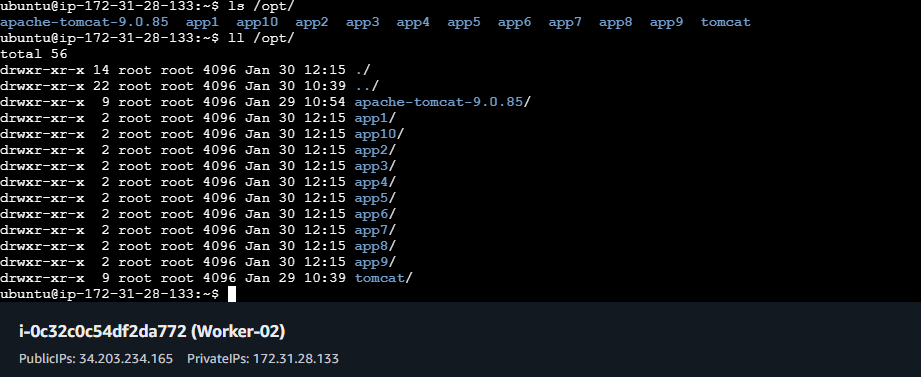 ubuntu@ip-172-31-28-133:~$ ls /opt/
apache-tomcat-9.0.85  app1  app10  app2  app3  app4  app5  app6  app7  app8  app9  tomcat
ubuntu@ip-172-31-28-133:~$ ll /opt/
total 56
drwxr-xr-x 14 root root 4096 Jan 30 12:15 ./
drwxr-xr-x 22 root root 4096 Jan 30 10:39 ../
drwxr-xr-x  9 root root 4096 Jan 29 10:54 apache-tomcat-9.0.85/
drwxr-xr-x  2 root root 4096 Jan 30 12:15 app1/
drwxr-xr-x  2 root root 4096 Jan 30 12:15 app10/
drwxr-xr-x  2 root root 4096 Jan 30 12:15 app2/
drwxr-xr-x  2 root root 4096 Jan 30 12:15 app3/
drwxr-xr-x  2 root root 4096 Jan 30 12:15 app4/
drwxr-xr-x  2 root root 4096 Jan 30 12:15 app5/
drwxr-xr-x  2 root root 4096 Jan 30 12:15 app6/
drwxr-xr-x  2 root root 4096 Jan 30 12:15 app7/
drwxr-xr-x  2 root root 4096 Jan 30 12:15 app8/
drwxr-xr-x  2 root root 4096 Jan 30 12:15 app9/
drwxr-xr-x  9 root root 4096 Jan 29 10:39 tomcat/
ubuntu@ip-172-31-28-133:~$
i-0c32c0c54df2da772 (Worker-02)
PublicIPs: 34.203.234.165    PrivateIPs: 172.31.28.133